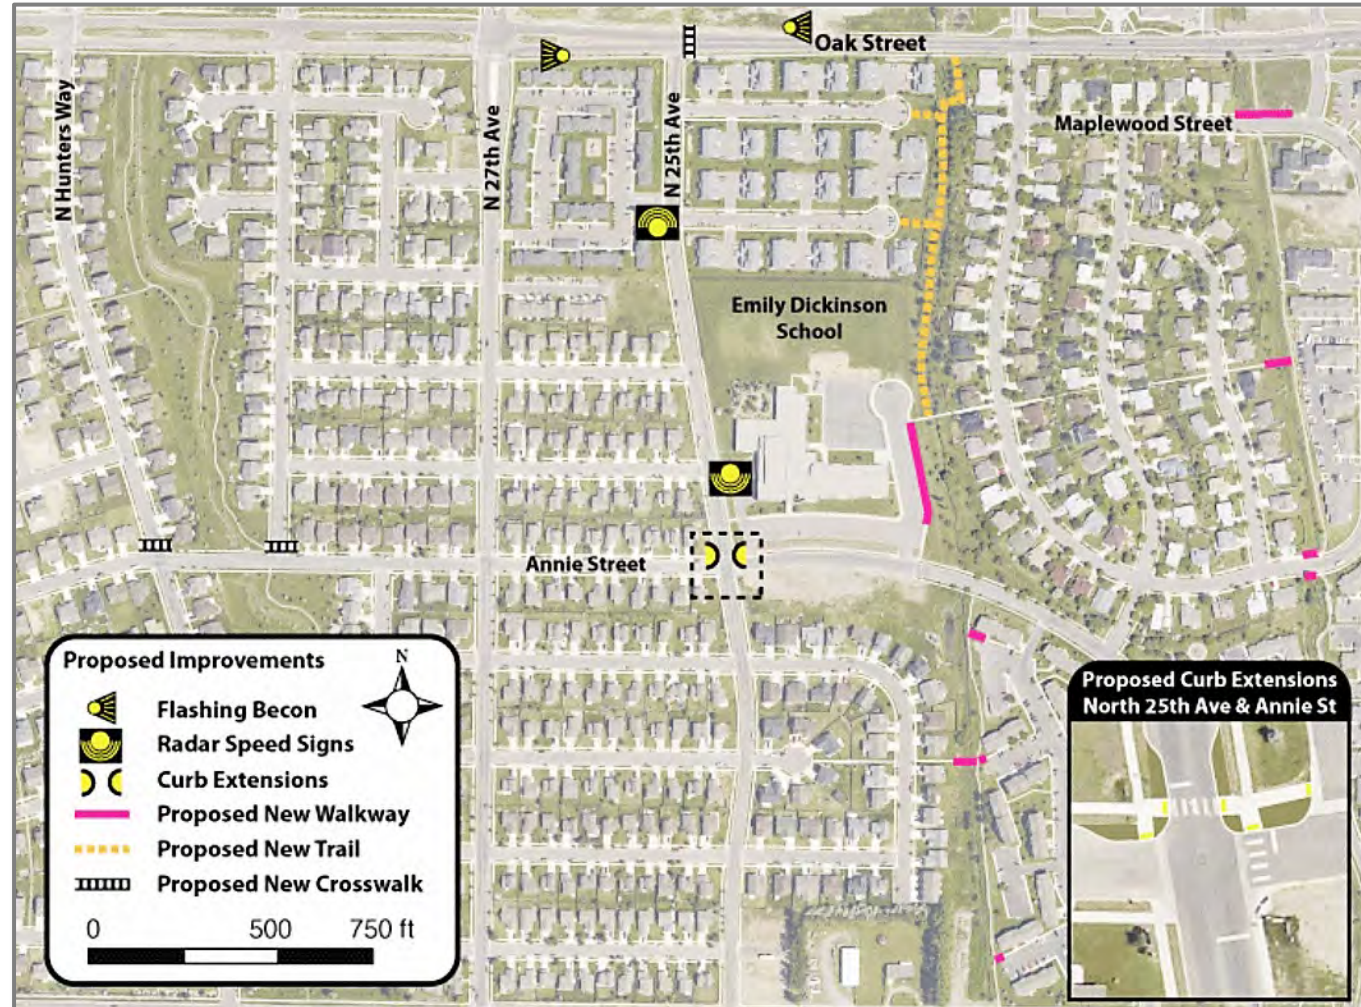 Oak Street
N Hunters Way
N 27th Ave
N 25th Ave
Maplewood Street
Emily Dickinson
School
Annie Street
Proposed Improvements
N
Flashing Becon
Radar Speed Signs
Curb Extensions
Proposed New Walkway
Proposed New Trail
Proposed New Crosswalk
0 500 750 ft
Proposed Curb Extensions
North 25th Ave & Annie St